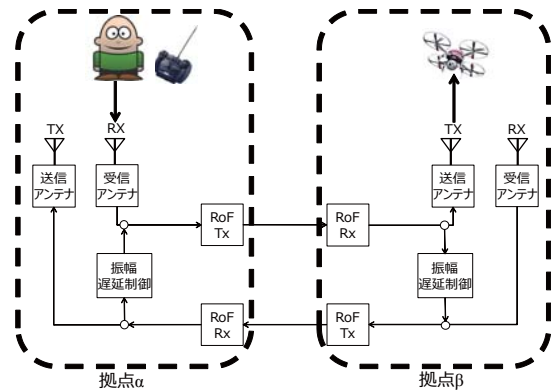 TX
RX
送信
アンテナ
受信
アンテナ
RoF
Tx
振幅
遅延制御
RoF
Rx
拠点α
TX
RX
送信
アンテナ
受信
アンテナ
RoF
Rx
振幅
遅延制御
RoF
Tx
拠点β